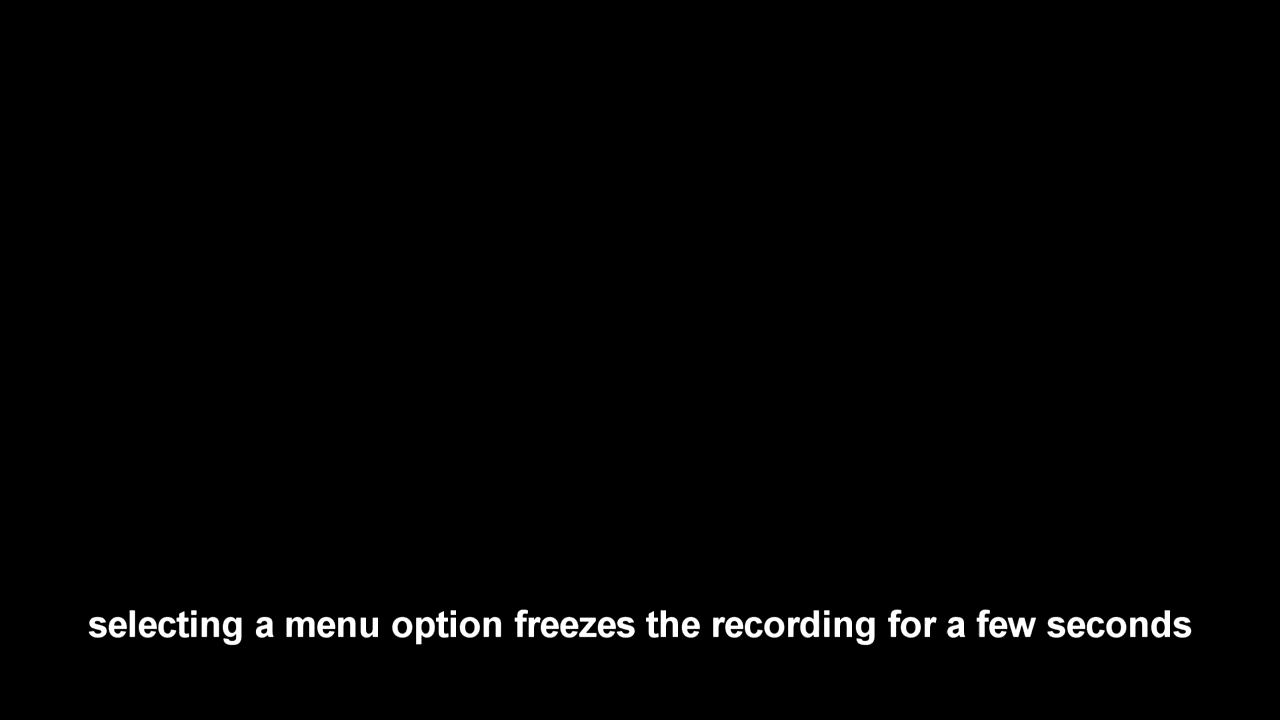 selecting a menu option freezes the recording for a few seconds